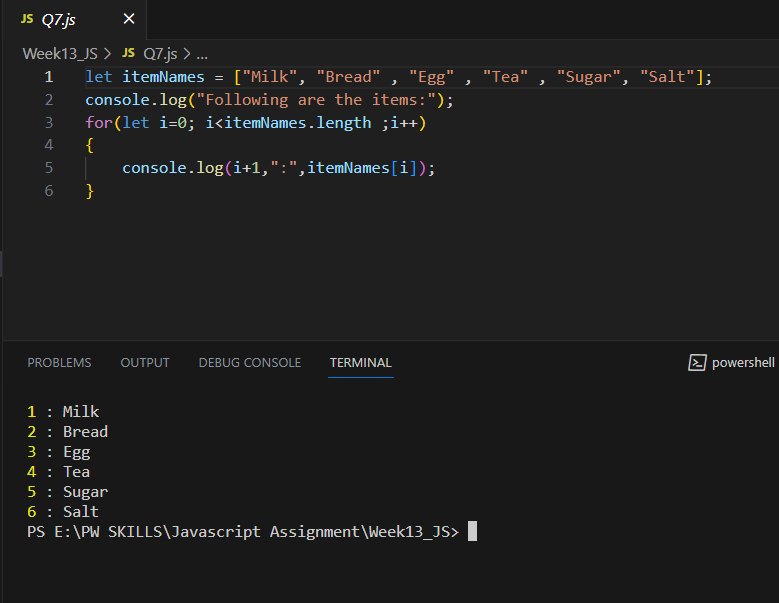 JS Q7.js ×
Week13_JS > JS Q7.js > ...
1 let itemNames = ["Milk", "Bread" , "Egg" , "Tea" , "Sugar", "Salt"];
2 console.log("Following are the items:");
3 for(let i=0; i<itemNames.length ;i++)
4 {
5 console.log(i+1,":",itemNames[i]);
6 }
PROBLEMS OUTPUT DEBUG CONSOLE TERMINAL powershell
1 : Milk
2 : Bread
3 : Egg
4 : Tea
5 : Sugar
6 : Salt
PS E:\PW SKILLS\Javascript Assignment\Week13_JS>